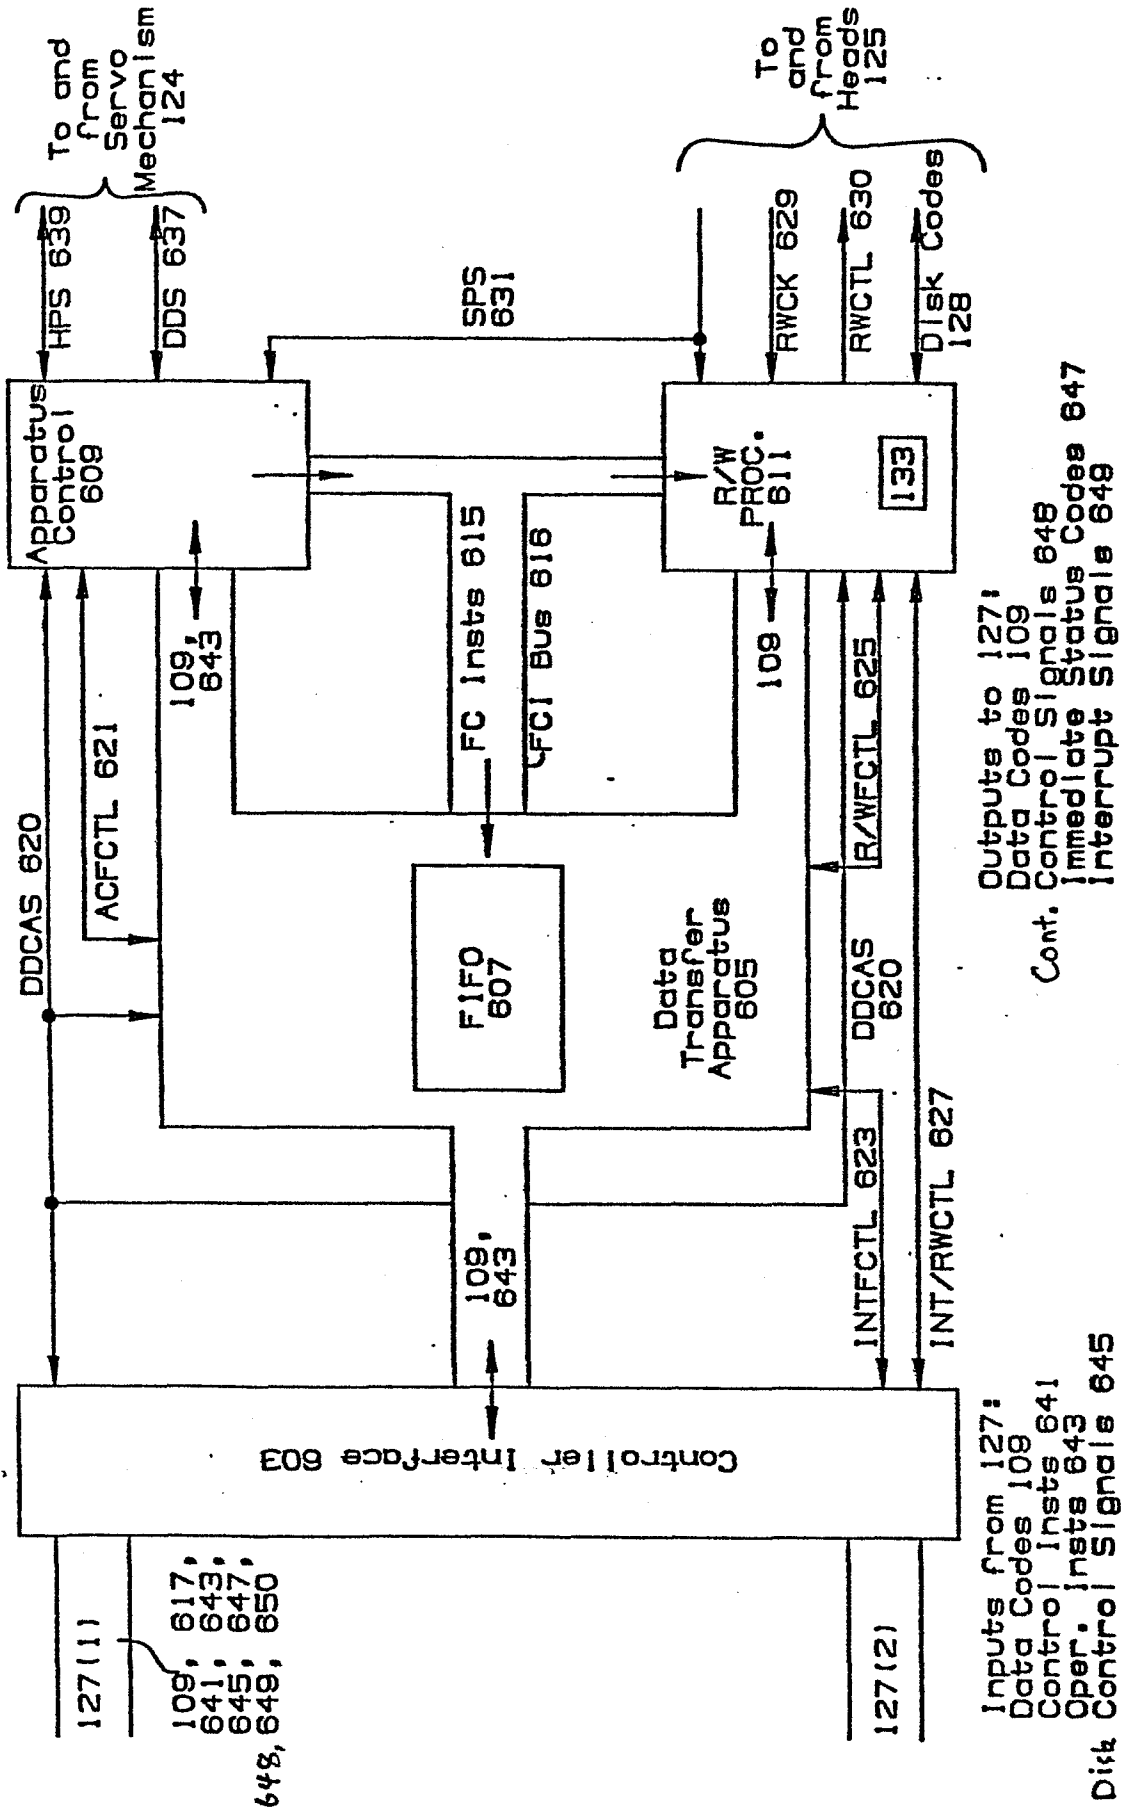 To and
from
Servo
Mechanism
124
HPS 639
DDS 637
SPS
631
To
and
from
Heads
125
RWCK 629
RWCTL 630
Disk Codes
128
Apparatus
Control
609
109,
643
R/W
PROC.
611
133
109
FC Insts 615
FCI Bus 616
DDCAS 620
ACFCTL 621
R/WFCTL 625
FIFO
607
Data
Transfer
Apparatus
605
DDCAS
620
INTFCTL 623
INT/RWCTL 627
109,
643
Controller Interface 603
127(1)
109, 617,
641, 643,
645, 647,
648, 649, 650
127(2)
Inputs from 127:
Data Codes 109
Control Insts 641
Oper. Insts 643
Disk Control Signals 645
Outputs to 127:
Data Codes 109
Cont. Control Signals 648
Immediate Status Codes 647
Interrupt Signals 649